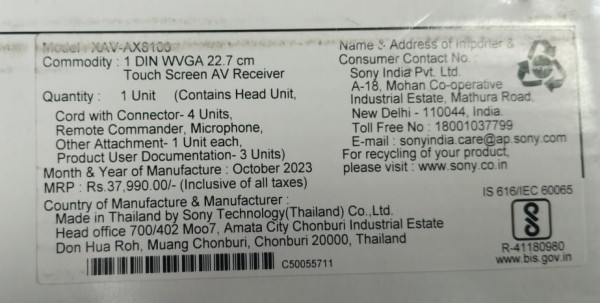 Model : XAV-AX8100
Commodity : 1 DIN WVGA 22.7 cm
Touch Screen AV Receiver
Quantity : 1 Unit (Contains Head Unit,
Cord with Connector- 4 Units,
Remote Commander, Microphone,
Other Attachment- 1 Unit each,
Product User Documentation- 3 Units)
Month & Year of Manufacture : October 2023
MRP : Rs.37,990.00/- (Inclusive of all taxes)
Name & Address of Importer &
Consumer Contact No. :
Sony India Pvt. Ltd.
A-18, Mohan Co-operative
Industrial Estate, Mathura Road,
New Delhi - 110044, India.
Toll Free No : 18001037799
E-mail : sonyindia.care@ap.sony.com
For recycling of your product,
please visit : www.sony.co.in
Country of Manufacture & Manufacturer :
Made in Thailand by Sony Technology(Thailand) Co.,Ltd.
Head office 700/402 Moo7, Amata City Chonburi Industrial Estate
Don Hua Roh, Muang Chonburi, Chonburi 20000, Thailand
C50055711
IS 616/IEC 60065
R-41180980
www.bis.gov.in